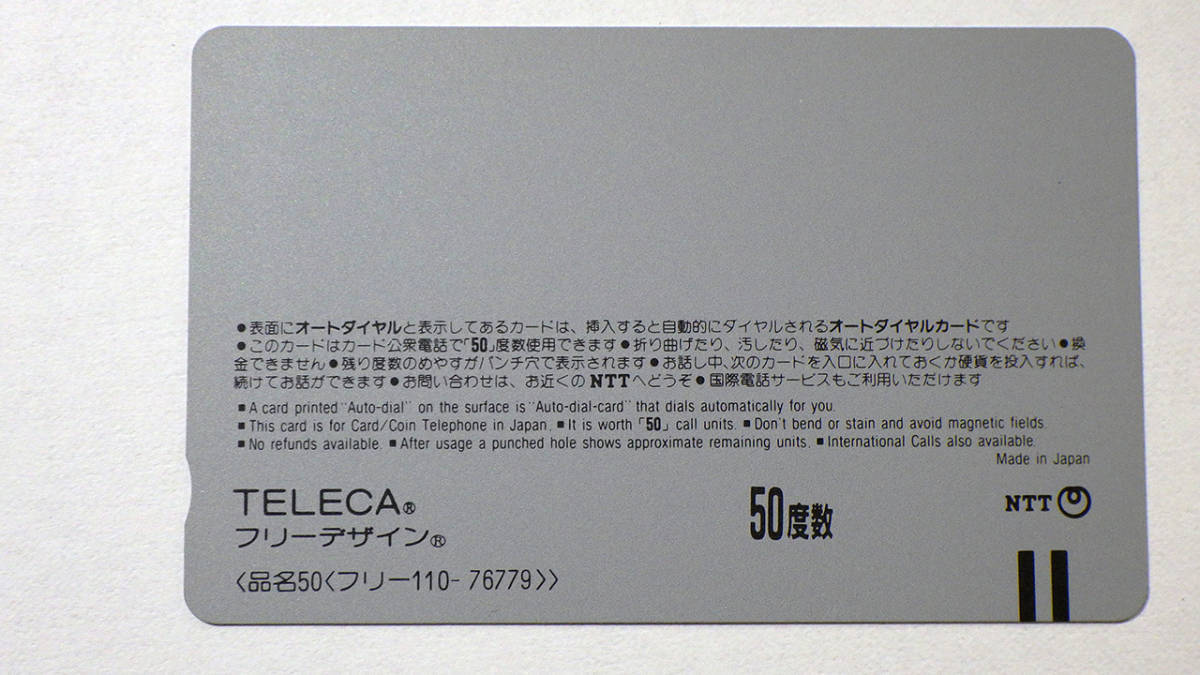 ●表面にオートダイヤルと表示してあるカードは、挿入すると自動的にダイヤルされるオートダイヤルカードです
●このカードはカード公衆電話で「50」度数使用できます●折り曲げたり、汚したり、磁気に近づけたりしないでください●換
金できません●残り度数のめやすがパンチ穴で表示されます●お話し中、次のカードを入口に入れておくか硬貨を投入すれば、
続けてお話ができます●お問い合わせは、お近くのNTTへどうぞ●国際電話サービスもご利用いただけます
■A card printed "Auto-dial" on the surface is "Auto-dial-card" that dials automatically for you.
■This card is for Card/Coin Telephone in Japan. ■It is worth「50」call units. ■Don't bend or stain and avoid magnetic fields.
■No refunds available. ■After usage a punched hole shows approximate remaining units. ■International Calls also available.
Made in Japan
TELECA®
フリーデザイン®
50度数
NTT
〈品名50〈フリー110- 76779〉〉